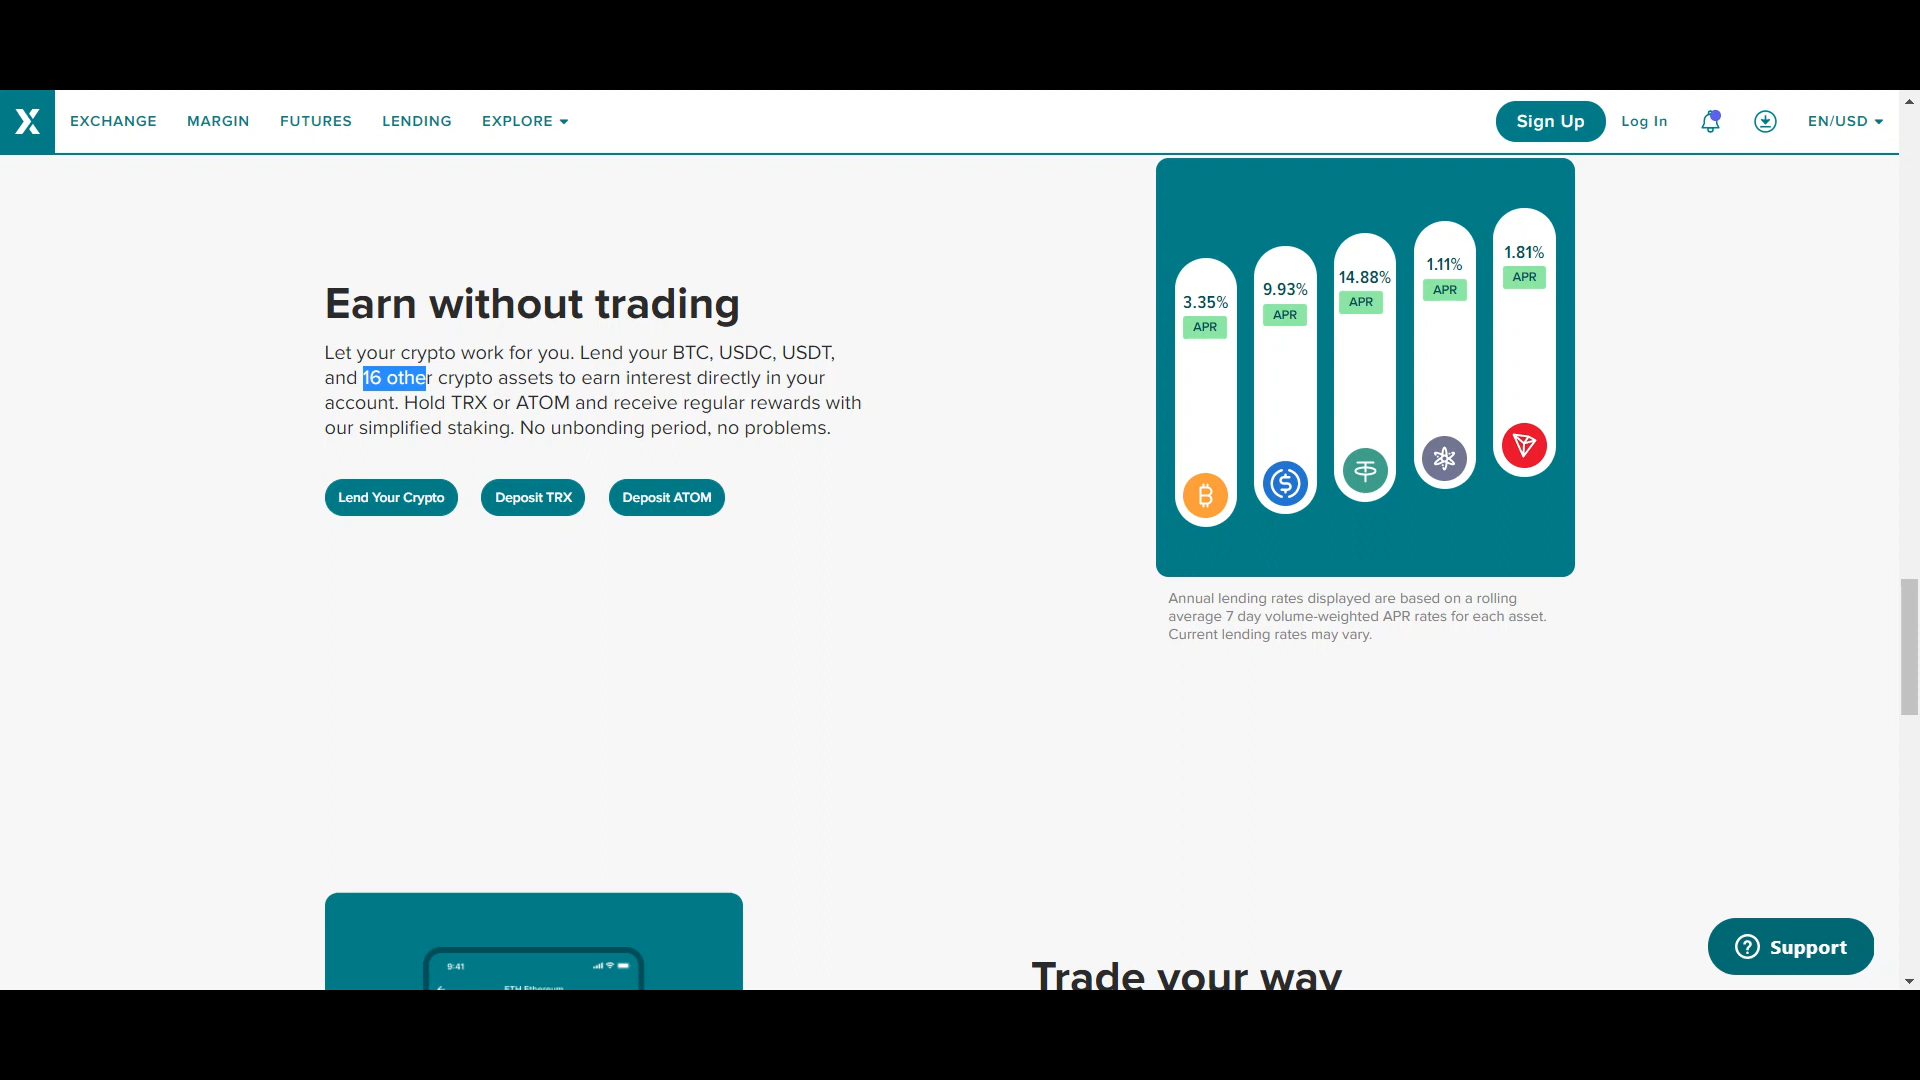 EXCHANGE MARGIN FUTURES LENDING EXPLORE
Sign Up Log In EN/USD
Earn without trading
Let your crypto work for you. Lend your BTC, USDC, USDT,
and 16 other crypto assets to earn interest directly in your
account. Hold TRX or ATOM and receive regular rewards with
our simplified staking. No unbonding period, no problems.
Lend Your Crypto Deposit TRX Deposit ATOM
3.35%
APR
9.93%
APR
14.88%
APR
1.11%
APR
1.81%
APR
Annual lending rates displayed are based on a rolling
average 7 day volume-weighted APR rates for each asset.
Current lending rates may vary.
9:41
ETH Ethereum
Trade your way
Support